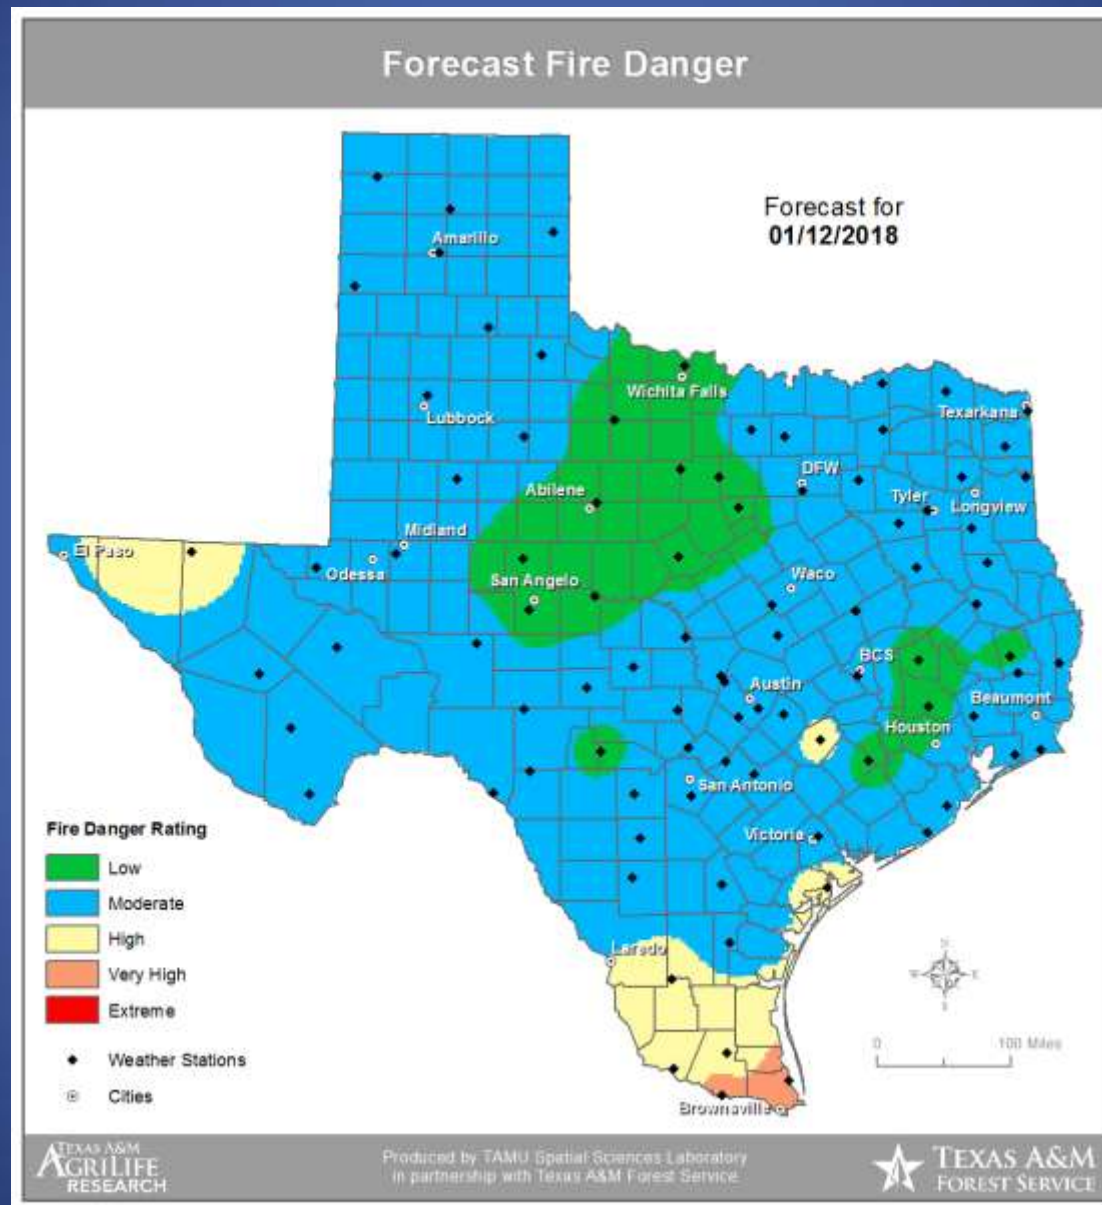 Forecast Fire Danger
Forecast for
01/12/2018
Amarillo
Wichita Falls
Lubbock
Texarkana
DFW
Abilene
Tyler
Longview
Midland
El Paso
Odessa
San Angelo
Waco
BCS
Austin
Beaumont
Houston
San Antonio
Victoria
Laredo
Brownsville
Fire Danger Rating
Low
Moderate
High
Very High
Extreme
Weather Stations
Cities
N
W
E
S
0 100 Miles
TEXAS A&M
AGRILIFE
RESEARCH
Produced by TAMU Spatial Sciences Laboratory
in partnership with Texas A&M Forest Service
TEXAS A&M
FOREST SERVICE